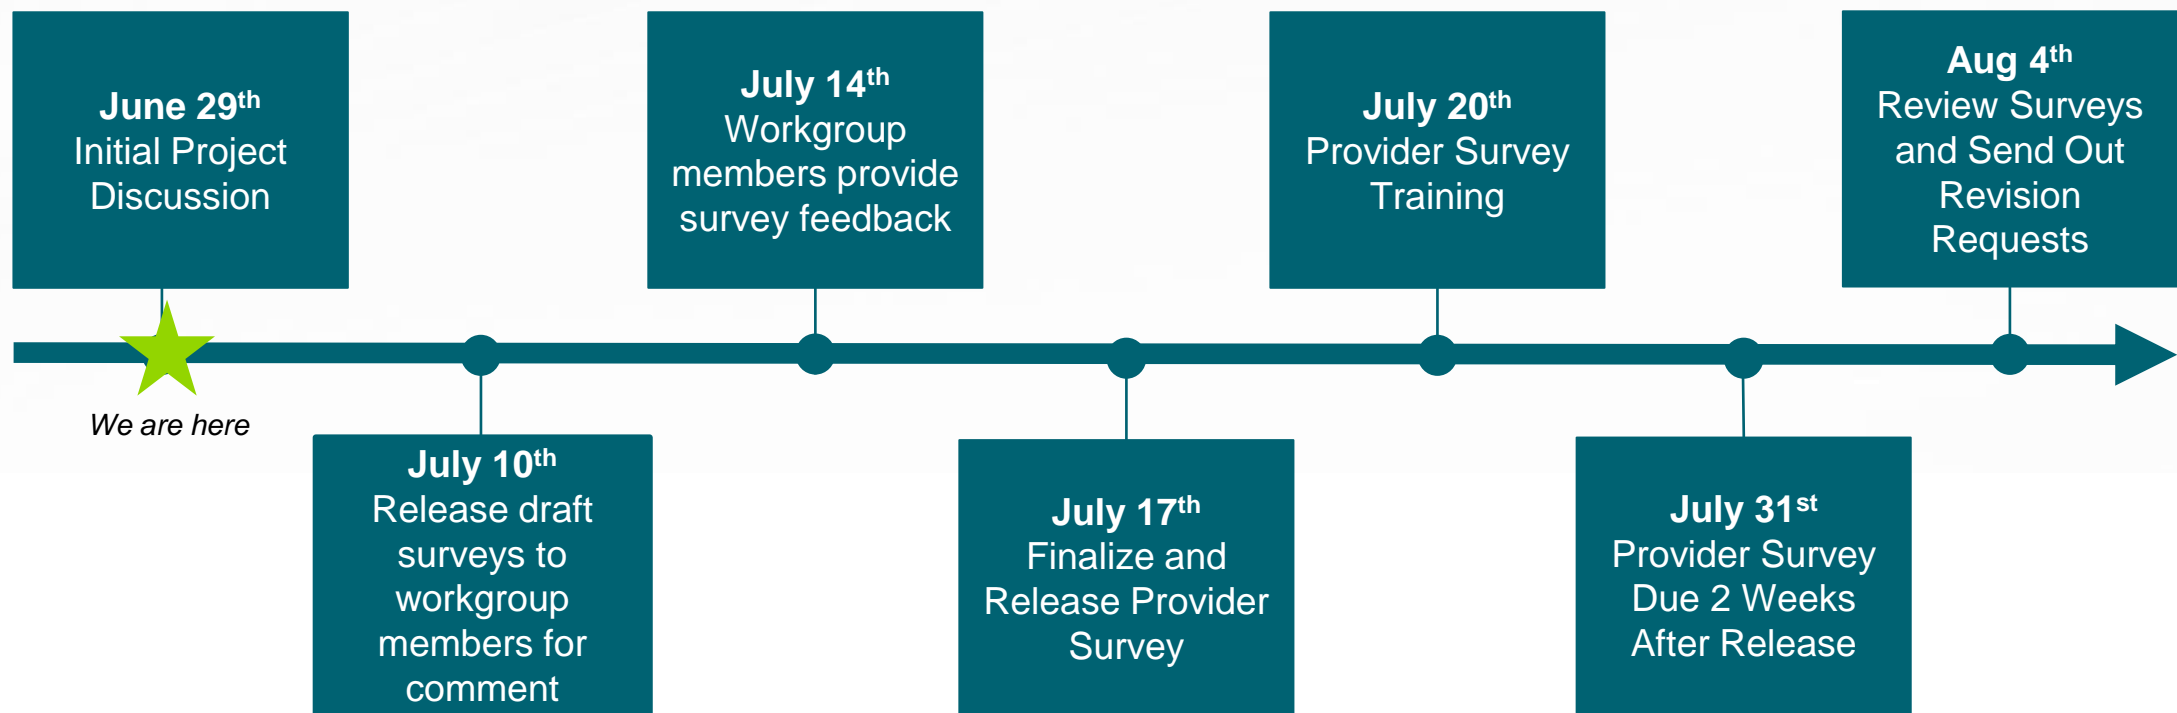 June 29th
Initial Project
Discussion
We are here
July 10th
Release draft
surveys to
workgroup
members for
comment
July 14th
Workgroup
members provide
survey feedback
July 17th
Finalize and
Release Provider
Survey
July 20th
Provider Survey
Training
July 31st
Provider Survey
Due 2 Weeks
After Release
Aug 4th
Review Surveys
and Send Out
Revision
Requests